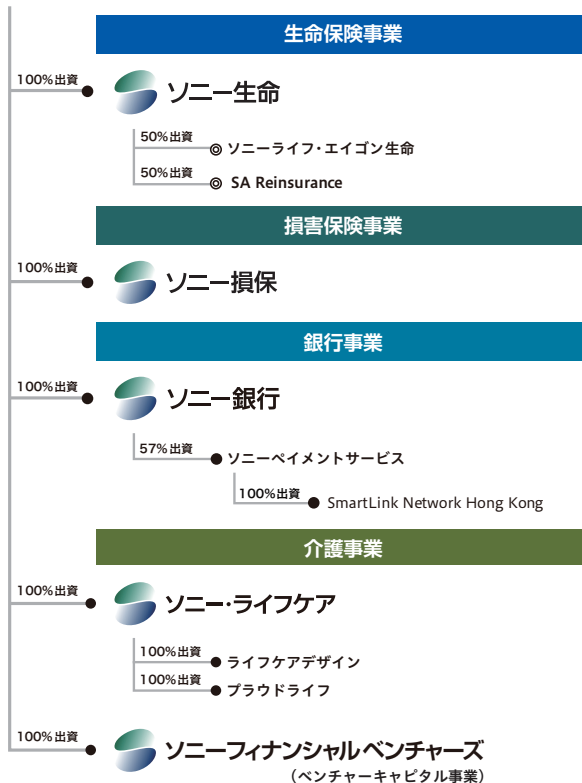 生命保険事業
100%出資
ソニー生命
50%出資
ソニーライフ・エイゴン生命
50%出資
SA Reinsurance
損害保険事業
100%出資
ソニー損保
銀行事業
100%出資
ソニー銀行
57%出資
ソニーペイメントサービス
100%出資
SmartLink Network Hong Kong
介護事業
100%出資
ソニー・ライフケア
100%出資
ライフケアデザイン
100%出資
プラウドライフ
100%出資
ソニーフィナンシャルベンチャーズ
（ベンチャーキャピタル事業）